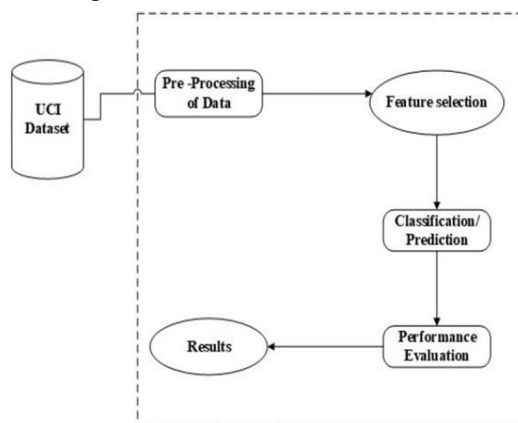 UCI
Dataset
Pre -Processing
of Data
Feature selection
Classification/
Prediction
Performance
Evaluation
Results